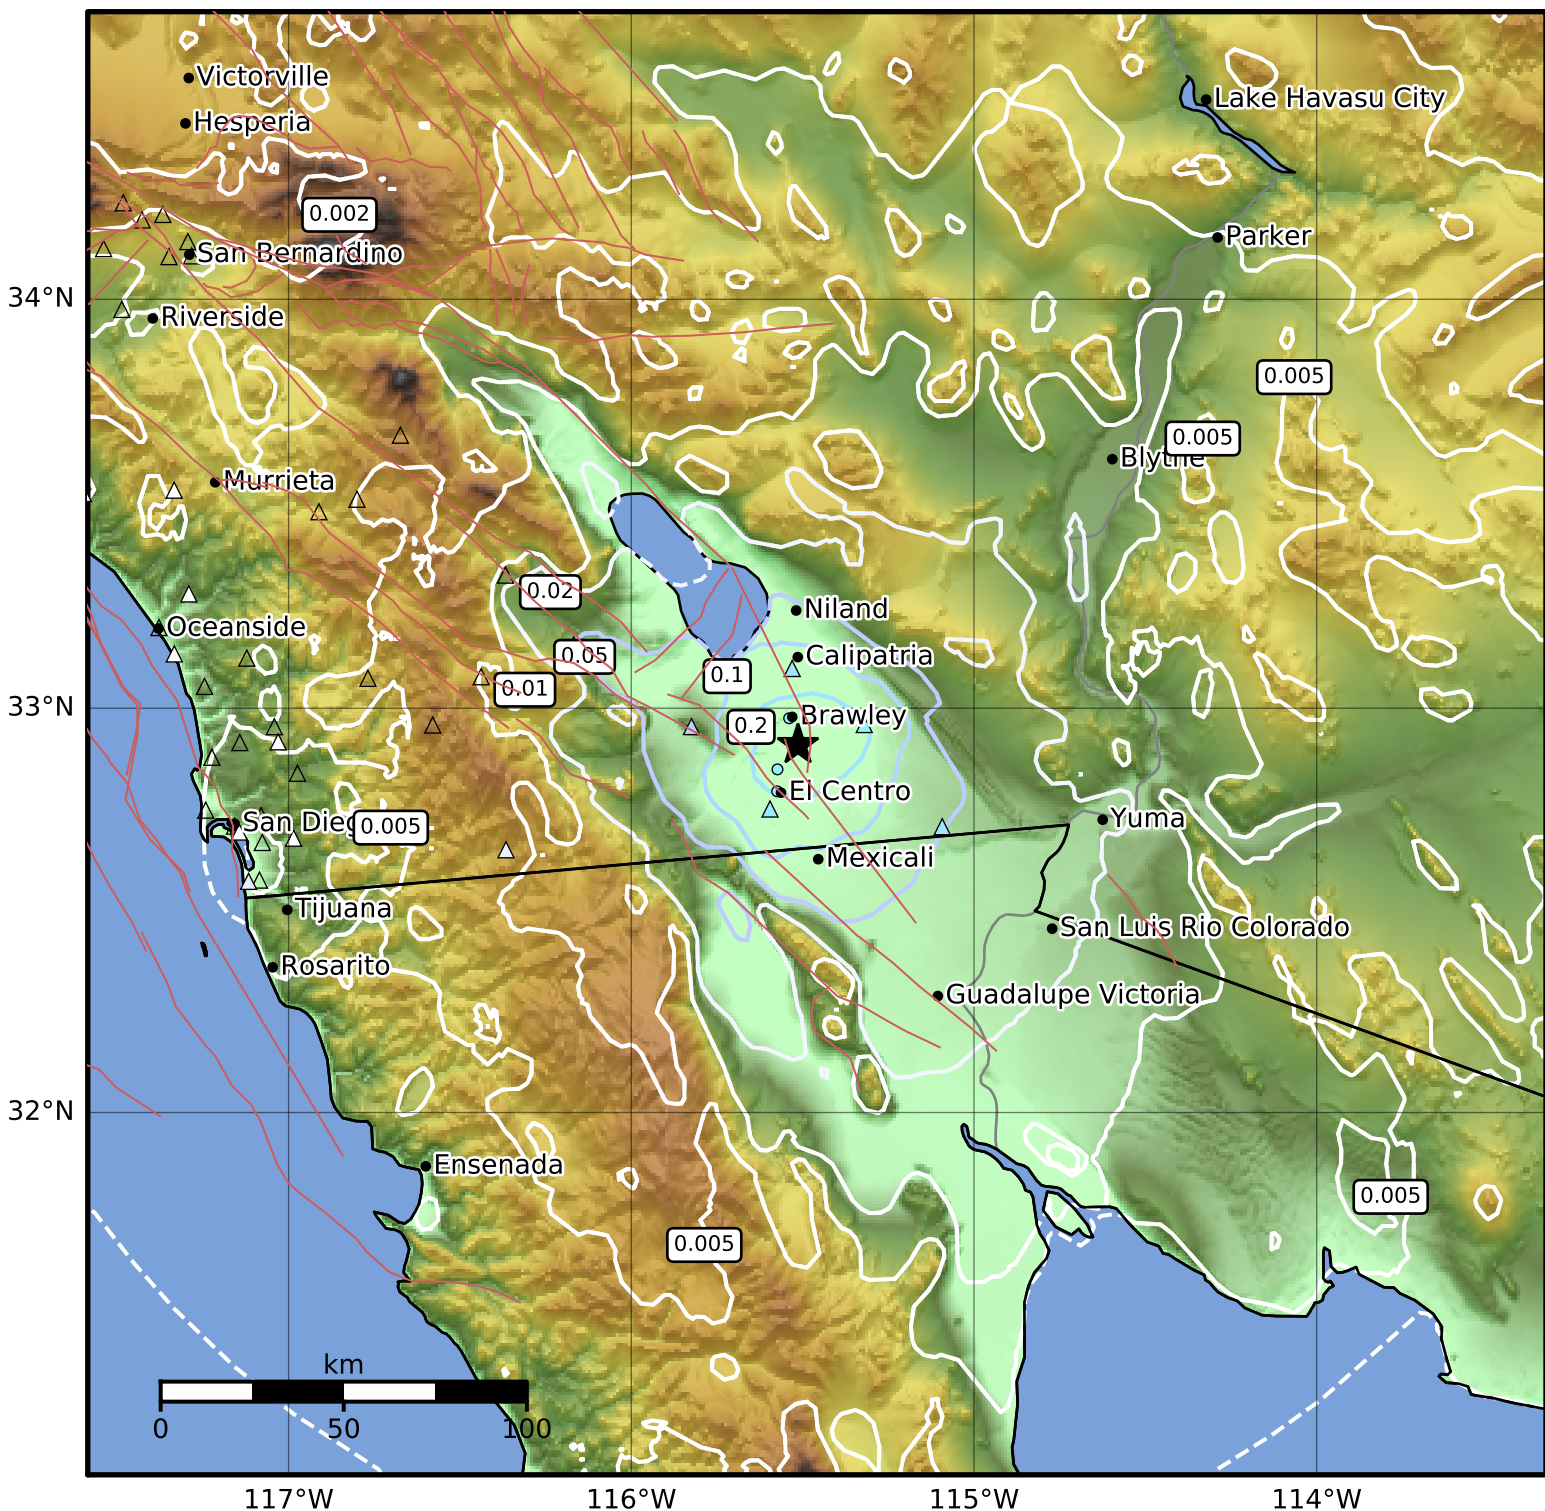 Victorville
Lake Havasu City
Hesperia
0.002
Parker
San Bernardino
34°N
Riverside
0.005
0.005
Blythe
Murrieta
0.02
Niland
Oceanside
0.05
Calipatria
0.1
0.01
33°N
Brawley
0.2
El Centro
Yuma
San Diego
0.005
Mexicali
Tijuana
San Luis Rio Colorado
Rosarito
Guadalupe Victoria
32°N
Ensenada
0.005
0.005
km
0 50 100
117°W 116°W 115°W 114°W